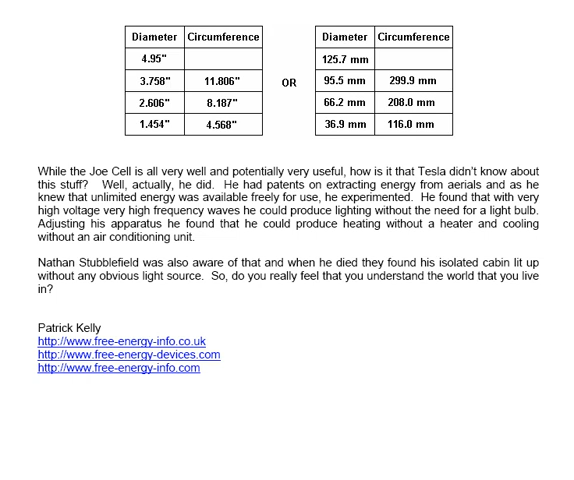 Diameter Circumference Diameter Circumference
4.95" 125.7 mm
3.758" 11.806" OR 95.5 mm 299.9 mm
2.606" 8.187" 66.2 mm 208.0 mm
1.454" 4.568" 36.9 mm 116.0 mm
While the Joe Cell is all very well and potentially very useful, how is it that Tesla didn't know about
this stuff? Well, actually, he did. He had patents on extracting energy from aerials and as he
knew that unlimited energy was available freely for use, he experimented. He found that with very
high voltage very high frequency waves he could produce lighting without the need for a light bulb.
Adjusting his apparatus he found that he could produce heating without a heater and cooling
without an air conditioning unit.
Nathan Stubblefield was also aware of that and when he died they found his isolated cabin lit up
without any obvious light source. So, do you really feel that you understand the world that you live
in?
Patrick Kelly
http://www.free-energy-info.co.uk
http://www.free-energy-devices.com
http://www.free-energy-info.com